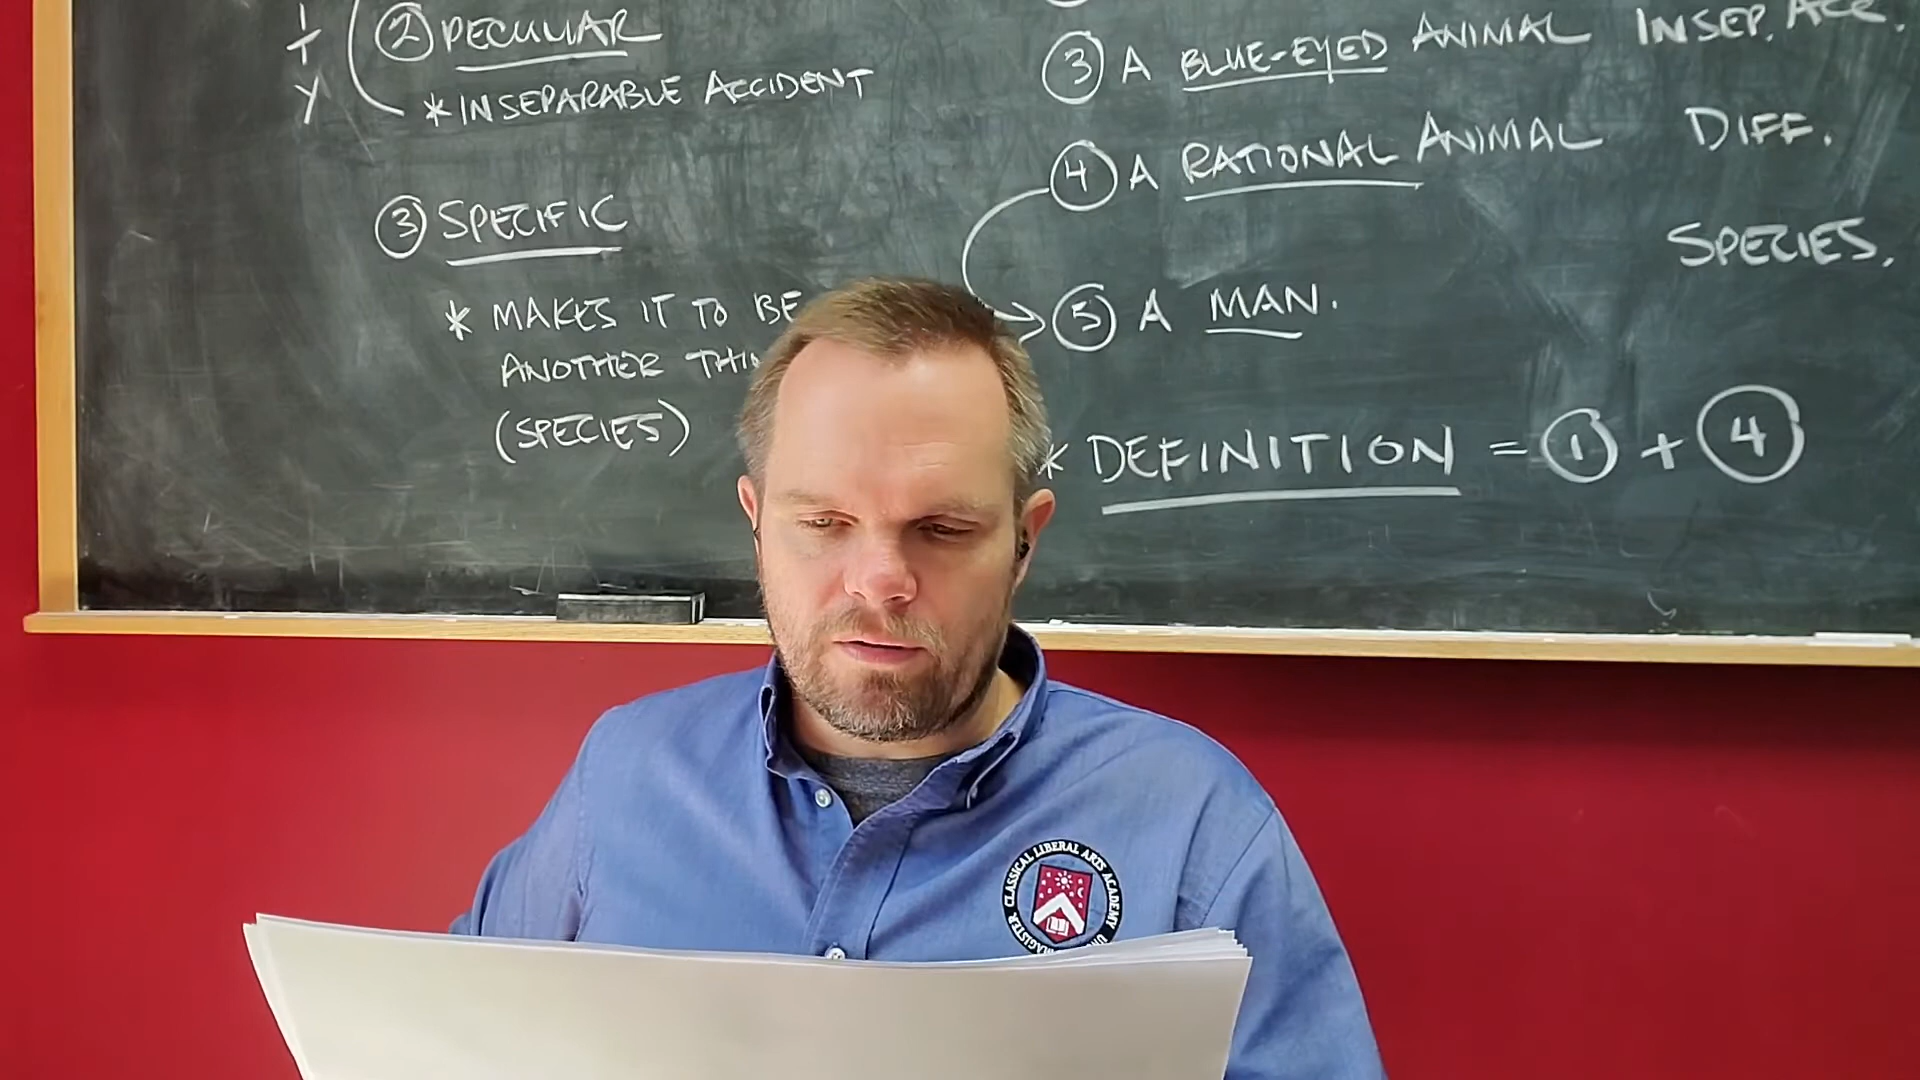 I
T
Y
② PECULIAR
* INSEPARABLE ACCIDENT
③ SPECIFIC
* MAKES IT TO BE
ANOTHER
(SPECIES)
③ A BLUE-EYED ANIMAL INSEP. ACC.
④ A RATIONAL ANIMAL DIFF.
SPECIES.
⑤ A MAN.
* DEFINITION = ① + ④
CLASSICAL LIBERAL ARTS ACADEMY
MAGISTER